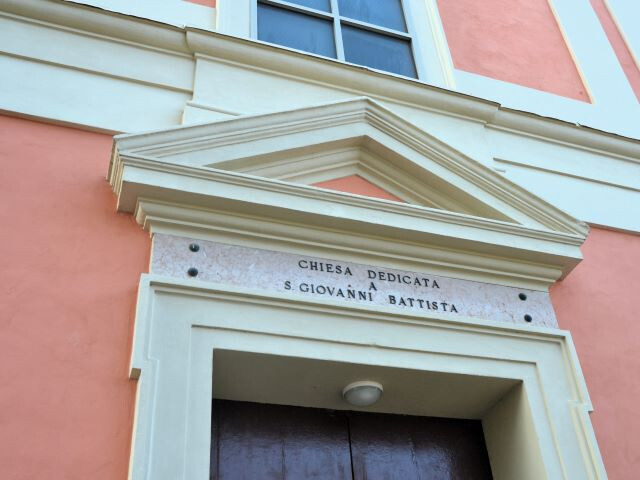 CHIESA DEDICATA
A
S. GIOVANNI BATTISTA